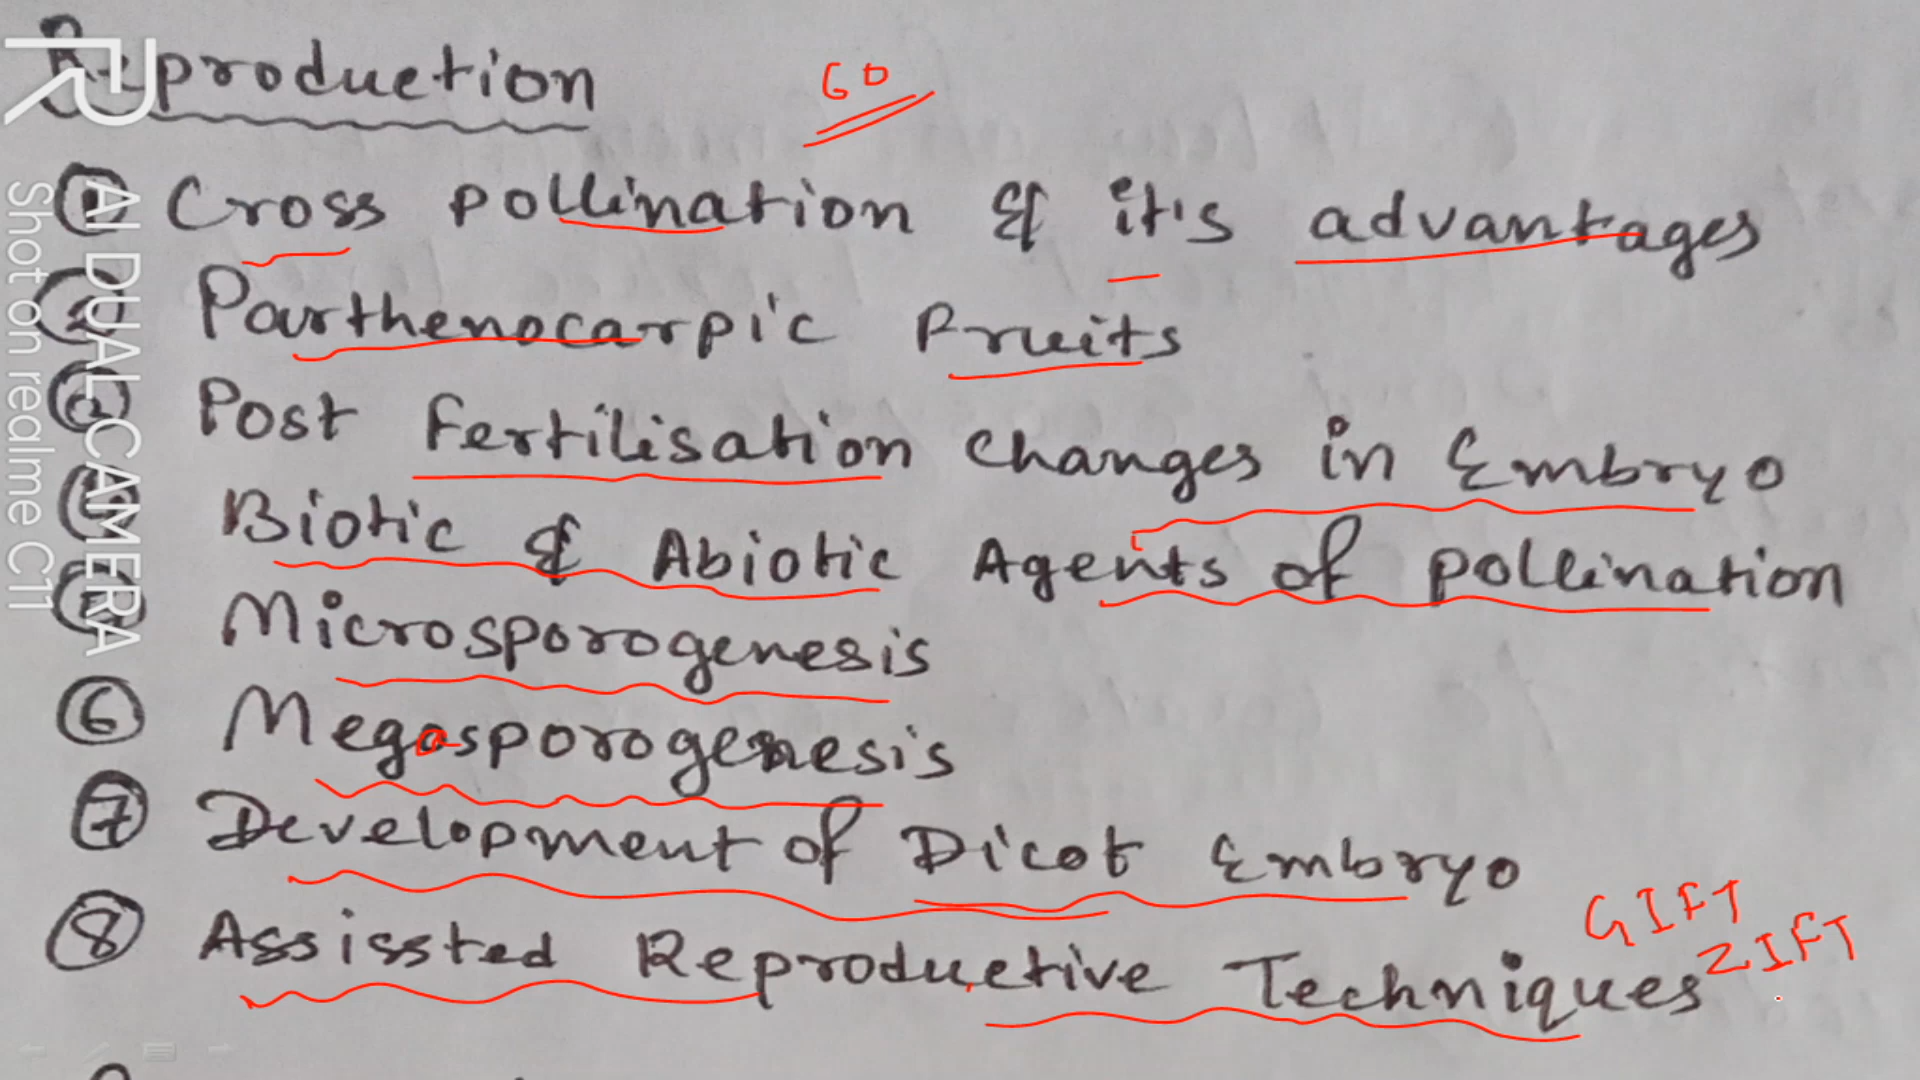 Reproduction
60
① Cross pollination & it's advantages
② Parthenocarpic Fruits
③ Post Fertilisation changes in Embryo
④ Biotic & Abiotic Agents of pollination
⑤ Microsporogenesis
⑥ Megasporogenesis
⑦ Development of Dicot Embryo
⑧ Assissted Reproductive Techniques
GIFT
ZIFT
Shot on realme C11
AI DUAL CAMERA